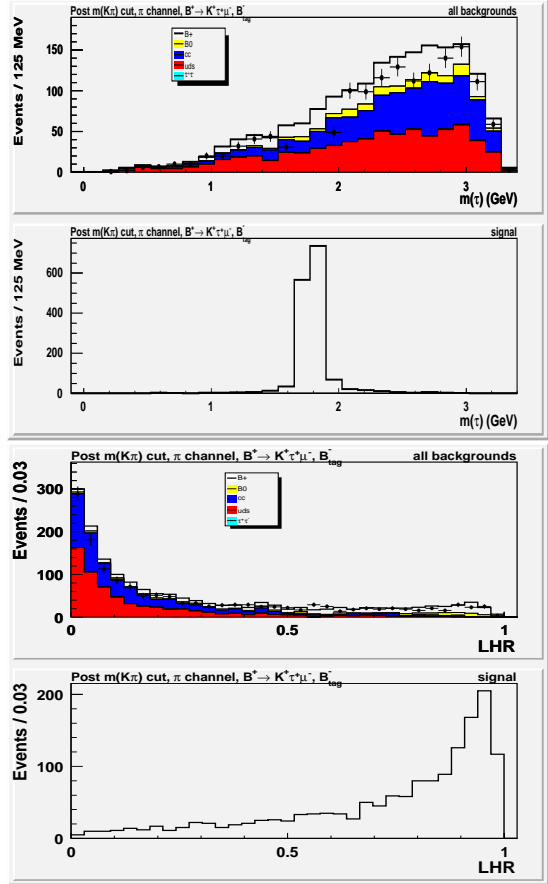 Post m(Kπ) cut, π channel, B⁺→ K⁺τ⁺μ⁻, B⁻tag all backgrounds
Events / 125 MeV
150
100
50
0
B+
B0
cc
uds
τ⁺τ⁻
0 1 2 3
m(τ) (GeV)
Post m(Kπ) cut, π channel, B⁺→ K⁺τ⁺μ⁻, B⁻tag signal
Events / 125 MeV
600
400
200
0
0 1 2 3
m(τ) (GeV)
Post m(Kπ) cut, π channel, B⁺→ K⁺τ⁺μ⁻, B⁻tag all backgrounds
Events / 0.03
300
200
100
0
B+
B0
cc
uds
τ⁺τ⁻
0 0.5 1
LHR
Post m(Kπ) cut, π channel, B⁺→ K⁺τ⁺μ⁻, B⁻tag signal
Events / 0.03
200
100
0
0 0.5 1
LHR